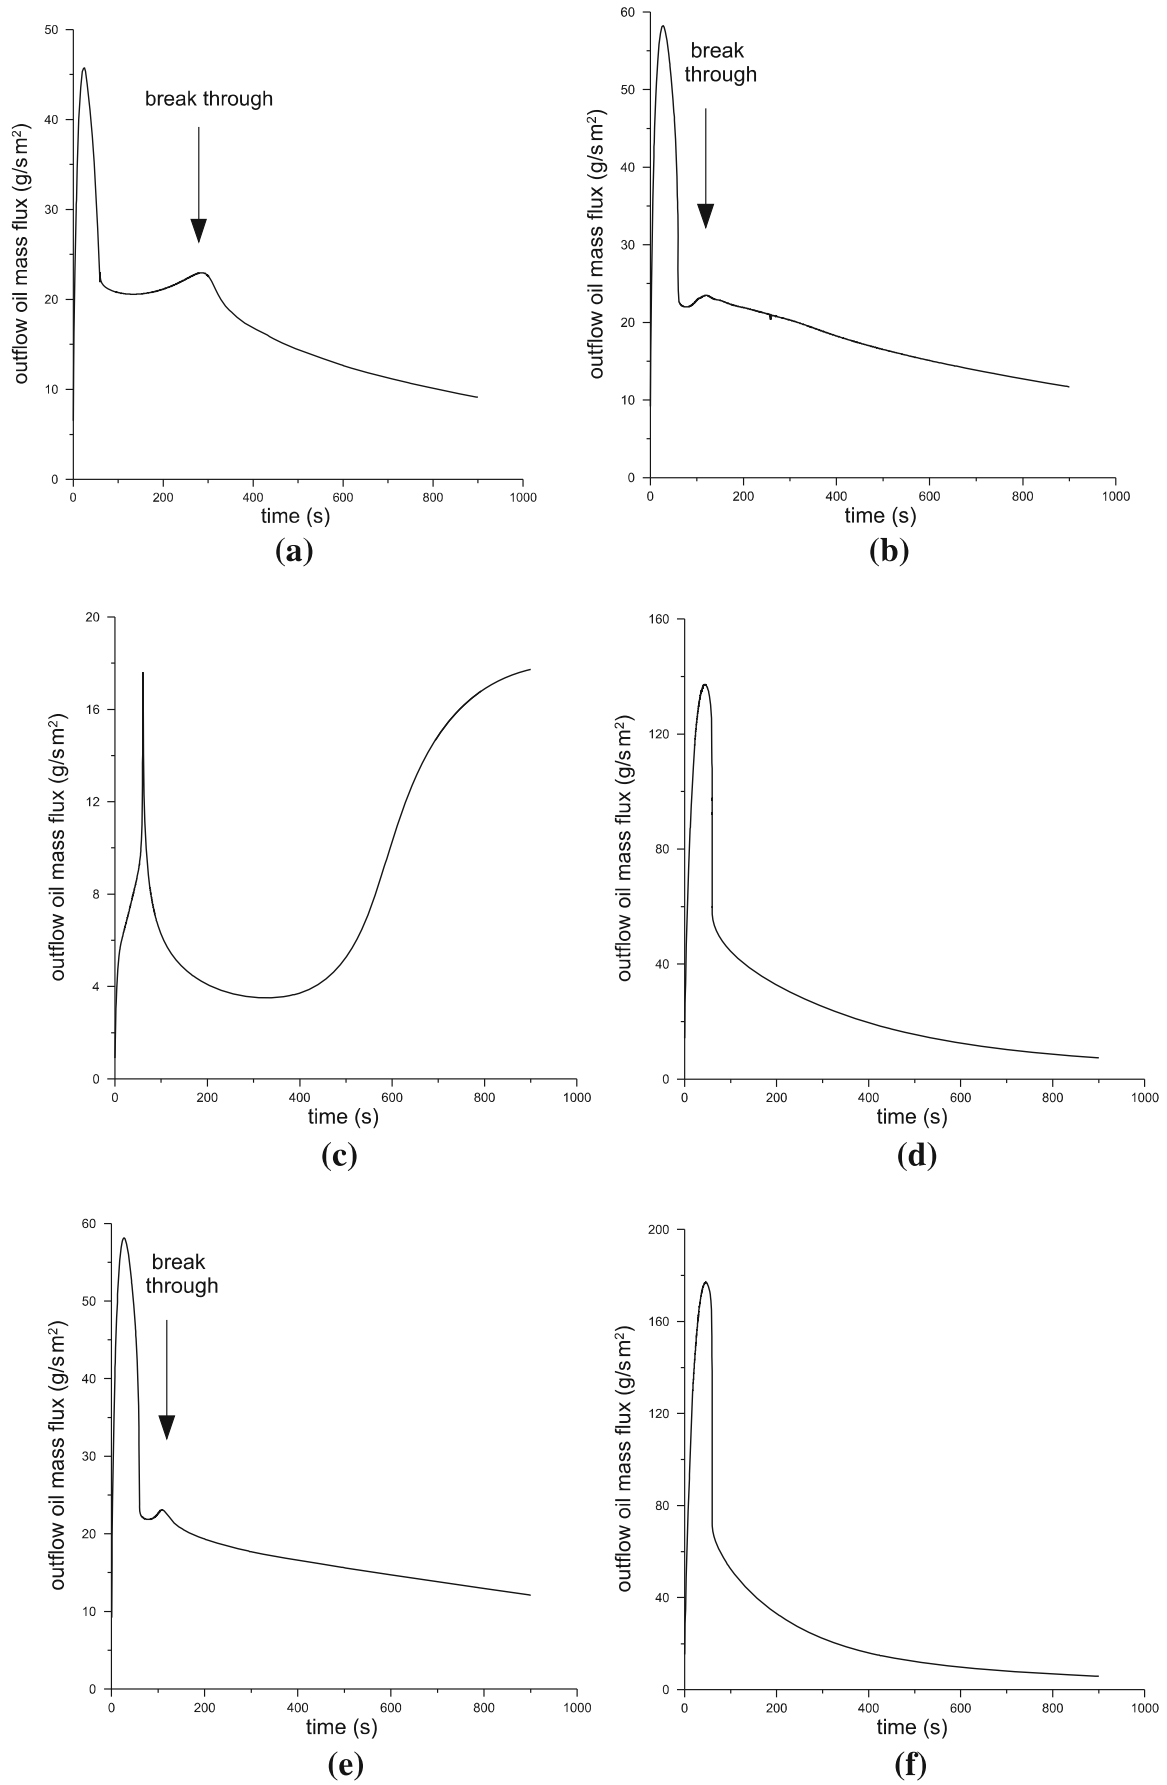 50
40
30
20
10
0
0 200 400 600 800 1000
outflow oil mass flux (g/s m²)
break through
time (s)
(a)
60
50
40
30
20
10
0
0 200 400 600 800 1000
outflow oil mass flux (g/s m²)
break
through
time (s)
(b)
20
16
12
8
4
0
0 200 400 600 800 1000
outflow oil mass flux (g/s m²)
time (s)
(c)
160
120
80
40
0
0 200 400 600 800 1000
outflow oil mass flux (g/s m²)
time (s)
(d)
60
50
40
30
20
10
0
0 200 400 600 800 1000
outflow oil mass flux (g/s m²)
break
through
time (s)
(e)
200
160
120
80
40
0
0 200 400 600 800 1000
outflow oil mass flux (g/s m²)
time (s)
(f)